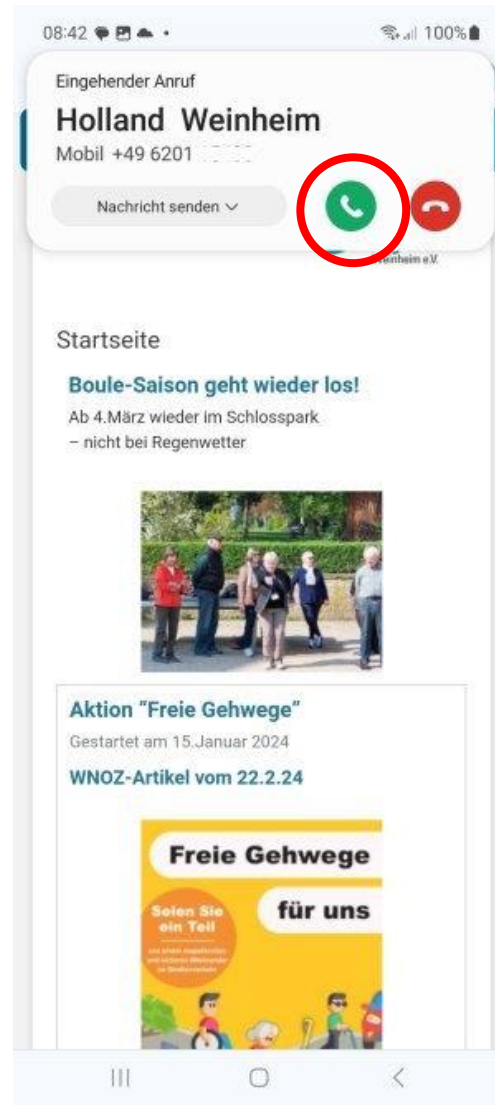 08:42
100%
Eingehender Anruf
Holland Weinheim
Mobil +49 6201
Nachricht senden
Weinheim e.V.
Startseite
Boule-Saison geht wieder los!
Ab 4.März wieder im Schlosspark
– nicht bei Regenwetter
Aktion "Freie Gehwege"
Gestartet am 15.Januar 2024
WNOZ-Artikel vom 22.2.24
Freie Gehwege
für uns
Seien Sie
ein Teil